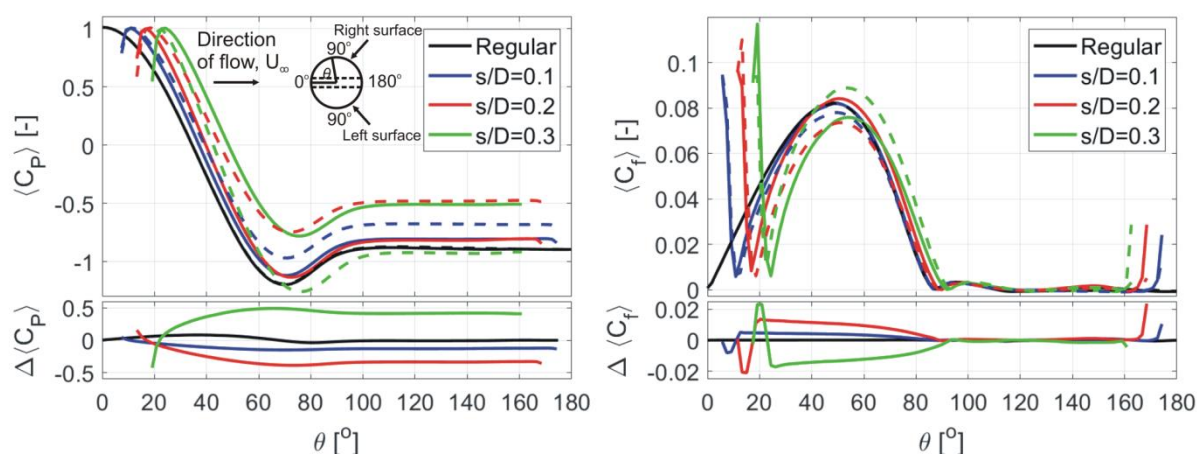 1
0.5
0
-0.5
-1
⟨C_P⟩ [-]
Direction
of flow, U_∞
Right surface
90°
θ
0°
180°
90°
Left surface
Regular
s/D=0.1
s/D=0.2
s/D=0.3
0.5
0
-0.5
Δ ⟨C_P⟩
0 20 40 60 80 100 120 140 160 180
θ [°]
0.1
0.08
0.06
0.04
0.02
0
⟨C_f⟩ [-]
Regular
s/D=0.1
s/D=0.2
s/D=0.3
0.02
0
-0.02
Δ ⟨C_f⟩
0 20 40 60 80 100 120 140 160 180
θ [°]